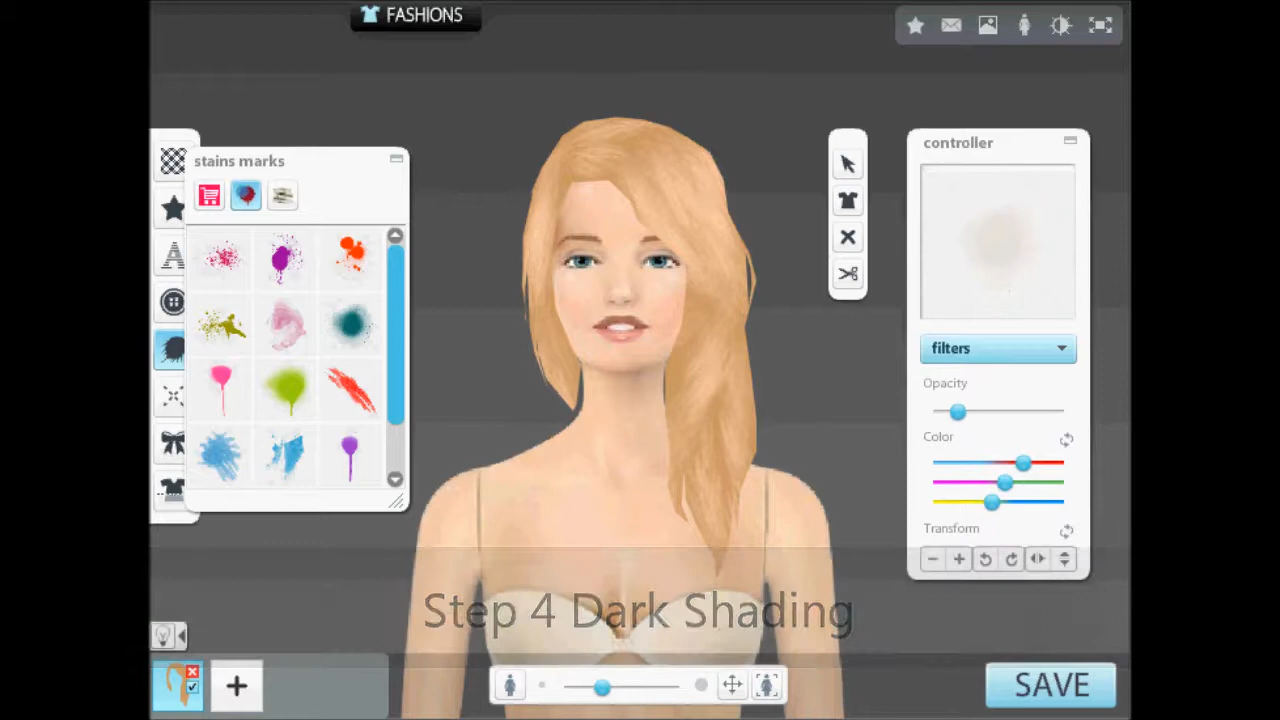 FASHIONS
stains marks
controller
filters
Opacity
Color
Transform
Step 4 Dark Shading
SAVE